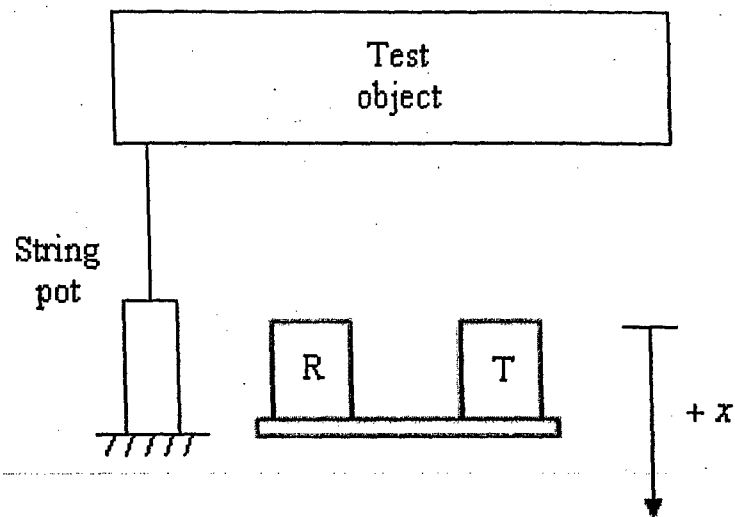 Test
object
String
pot
R
T
+ x